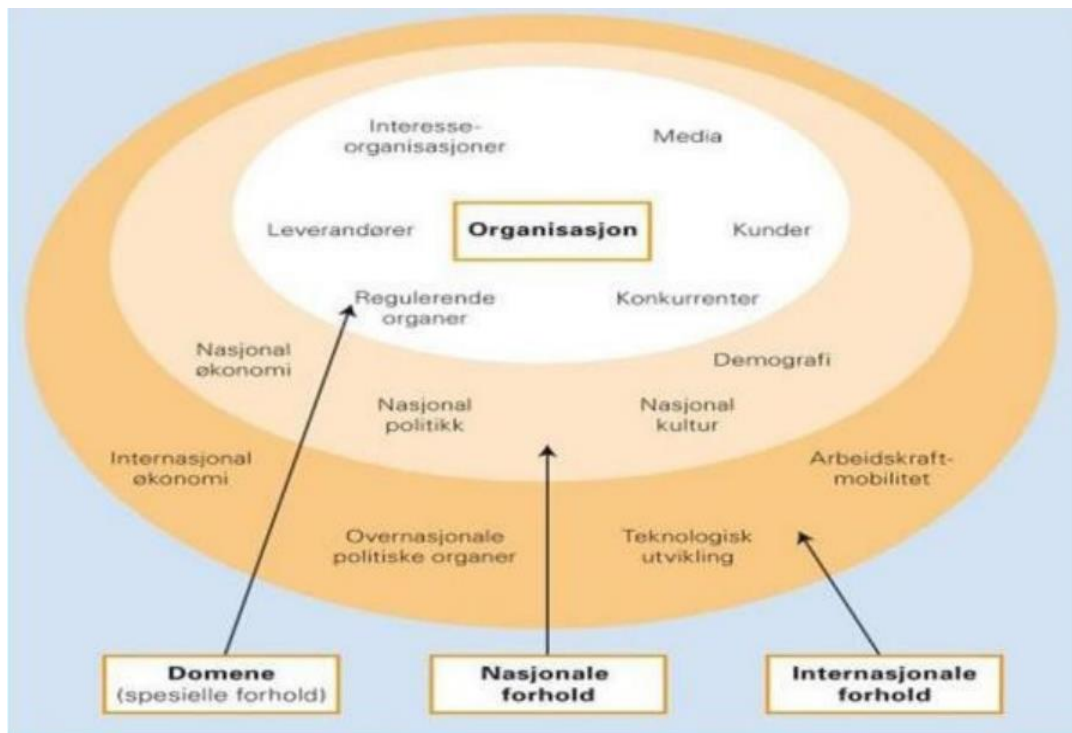 Interesse-
organisasjoner
Media
Leverandører
Organisasjon
Kunder
Regulerende
organer
Konkurrenter
Nasjonal
økonomi
Demografi
Nasjonal
politikk
Nasjonal
kultur
Internasjonal
økonomi
Arbeidskraft-
mobilitet
Overnasjonale
politiske organer
Teknologisk
utvikling
Domene
(spesielle forhold)
Nasjonale
forhold
Internasjonale
forhold